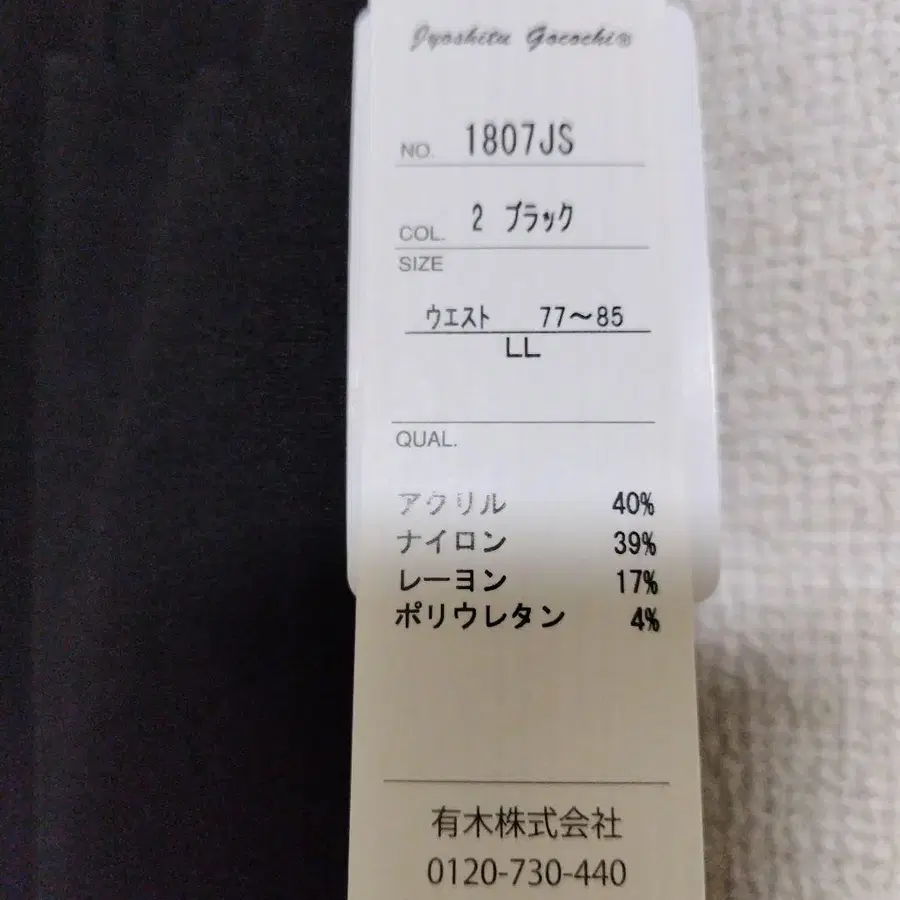 Jyoshitu Gocochi®
NO. 1807JS
COL. 2 ブラック
SIZE
ウエスト 77～85
LL
QUAL.
アクリル 40%
ナイロン 39%
レーヨン 17%
ポリウレタン 4%
有木株式会社
0120-730-440